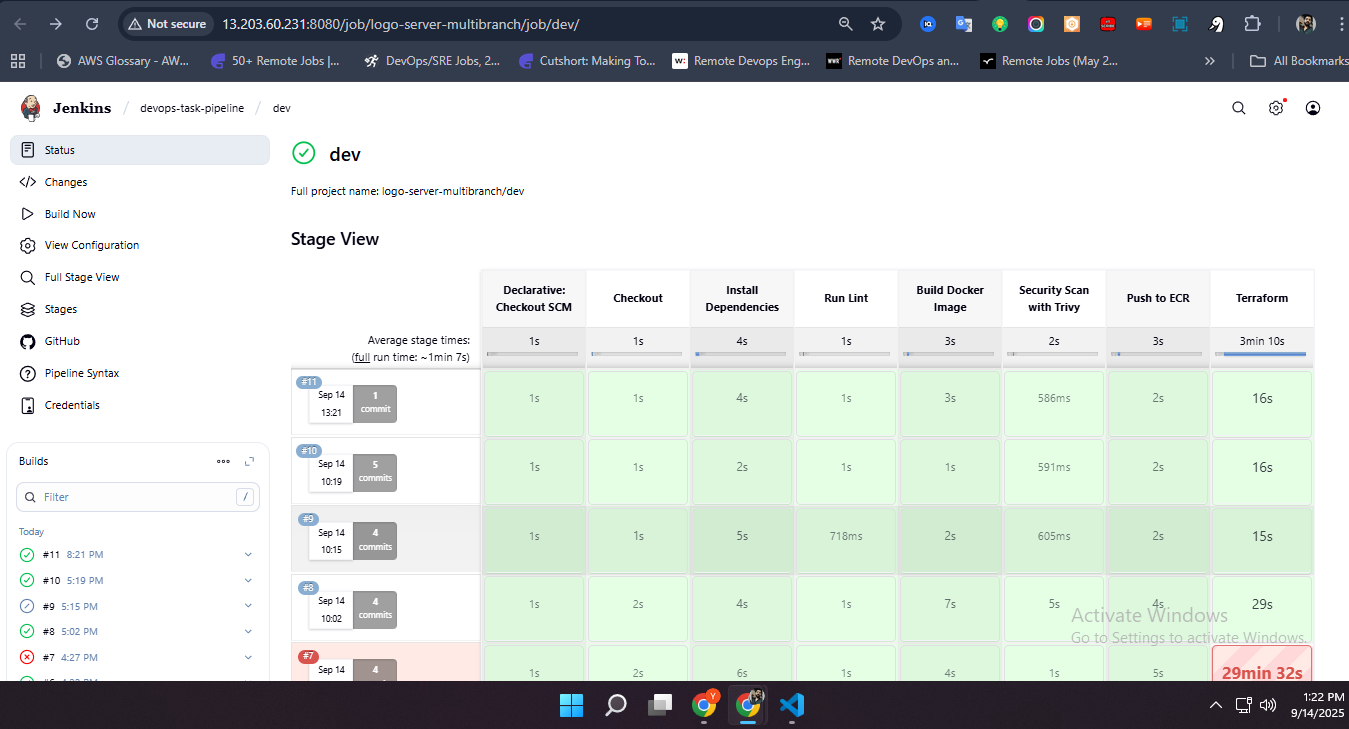 Not secure
13.203.60.231:8080/job/logo-server-multibranch/job/dev/
AWS Glossary - AW...
50+ Remote Jobs |...
DevOps/SRE Jobs, 2...
Cutshort: Making To...
W:
Remote Devops Eng...
WWR
Remote DevOps an...
Remote Jobs (May 2...
»
All Bookmarks
Jenkins / devops-task-pipeline / dev
Status
Changes
Build Now
View Configuration
Full Stage View
Stages
GitHub
Pipeline Syntax
Credentials
Builds
Filter
/
Today
#11 8:21 PM
#10 5:19 PM
#9 5:15 PM
#8 5:02 PM
#7 4:27 PM
dev
Full project name: logo-server-multibranch/dev
Stage View
Declarative: Checkout SCM
Checkout
Install Dependencies
Run Lint
Build Docker Image
Security Scan with Trivy
Push to ECR
Terraform
Average stage times:
(full run time: ~1min 7s)
1s 1s 4s 1s 3s 2s 3s 3min 10s
#11
Sep 14
13:21
1
commit
1s 1s 4s 1s 3s 586ms 2s 16s
#10
Sep 14
10:19
5
commits
1s 1s 2s 1s 1s 591ms 2s 16s
#9
Sep 14
10:15
4
commits
1s 1s 5s 718ms 2s 605ms 2s 15s
#8
Sep 14
10:02
4
commits
1s 2s 4s 1s 7s 5s 4s 29s
#7
Sep 14
4
1s 2s 6s 1s 4s 1s 5s 29min 32s
Activate Windows
Go to Settings to activate Windows.
1:22 PM
9/14/2025